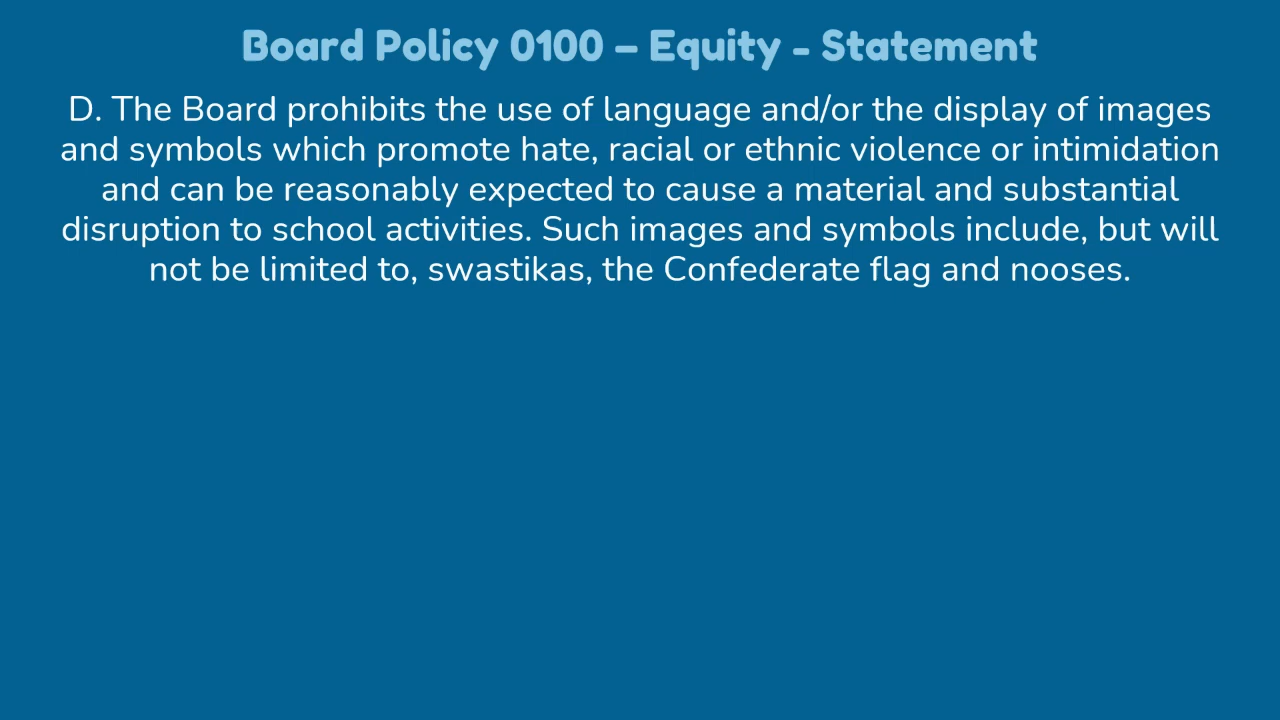 Board Policy 0100 – Equity - Statement
D. The Board prohibits the use of language and/or the display of images
and symbols which promote hate, racial or ethnic violence or intimidation
and can be reasonably expected to cause a material and substantial
disruption to school activities. Such images and symbols include, but will
not be limited to, swastikas, the Confederate flag and nooses.